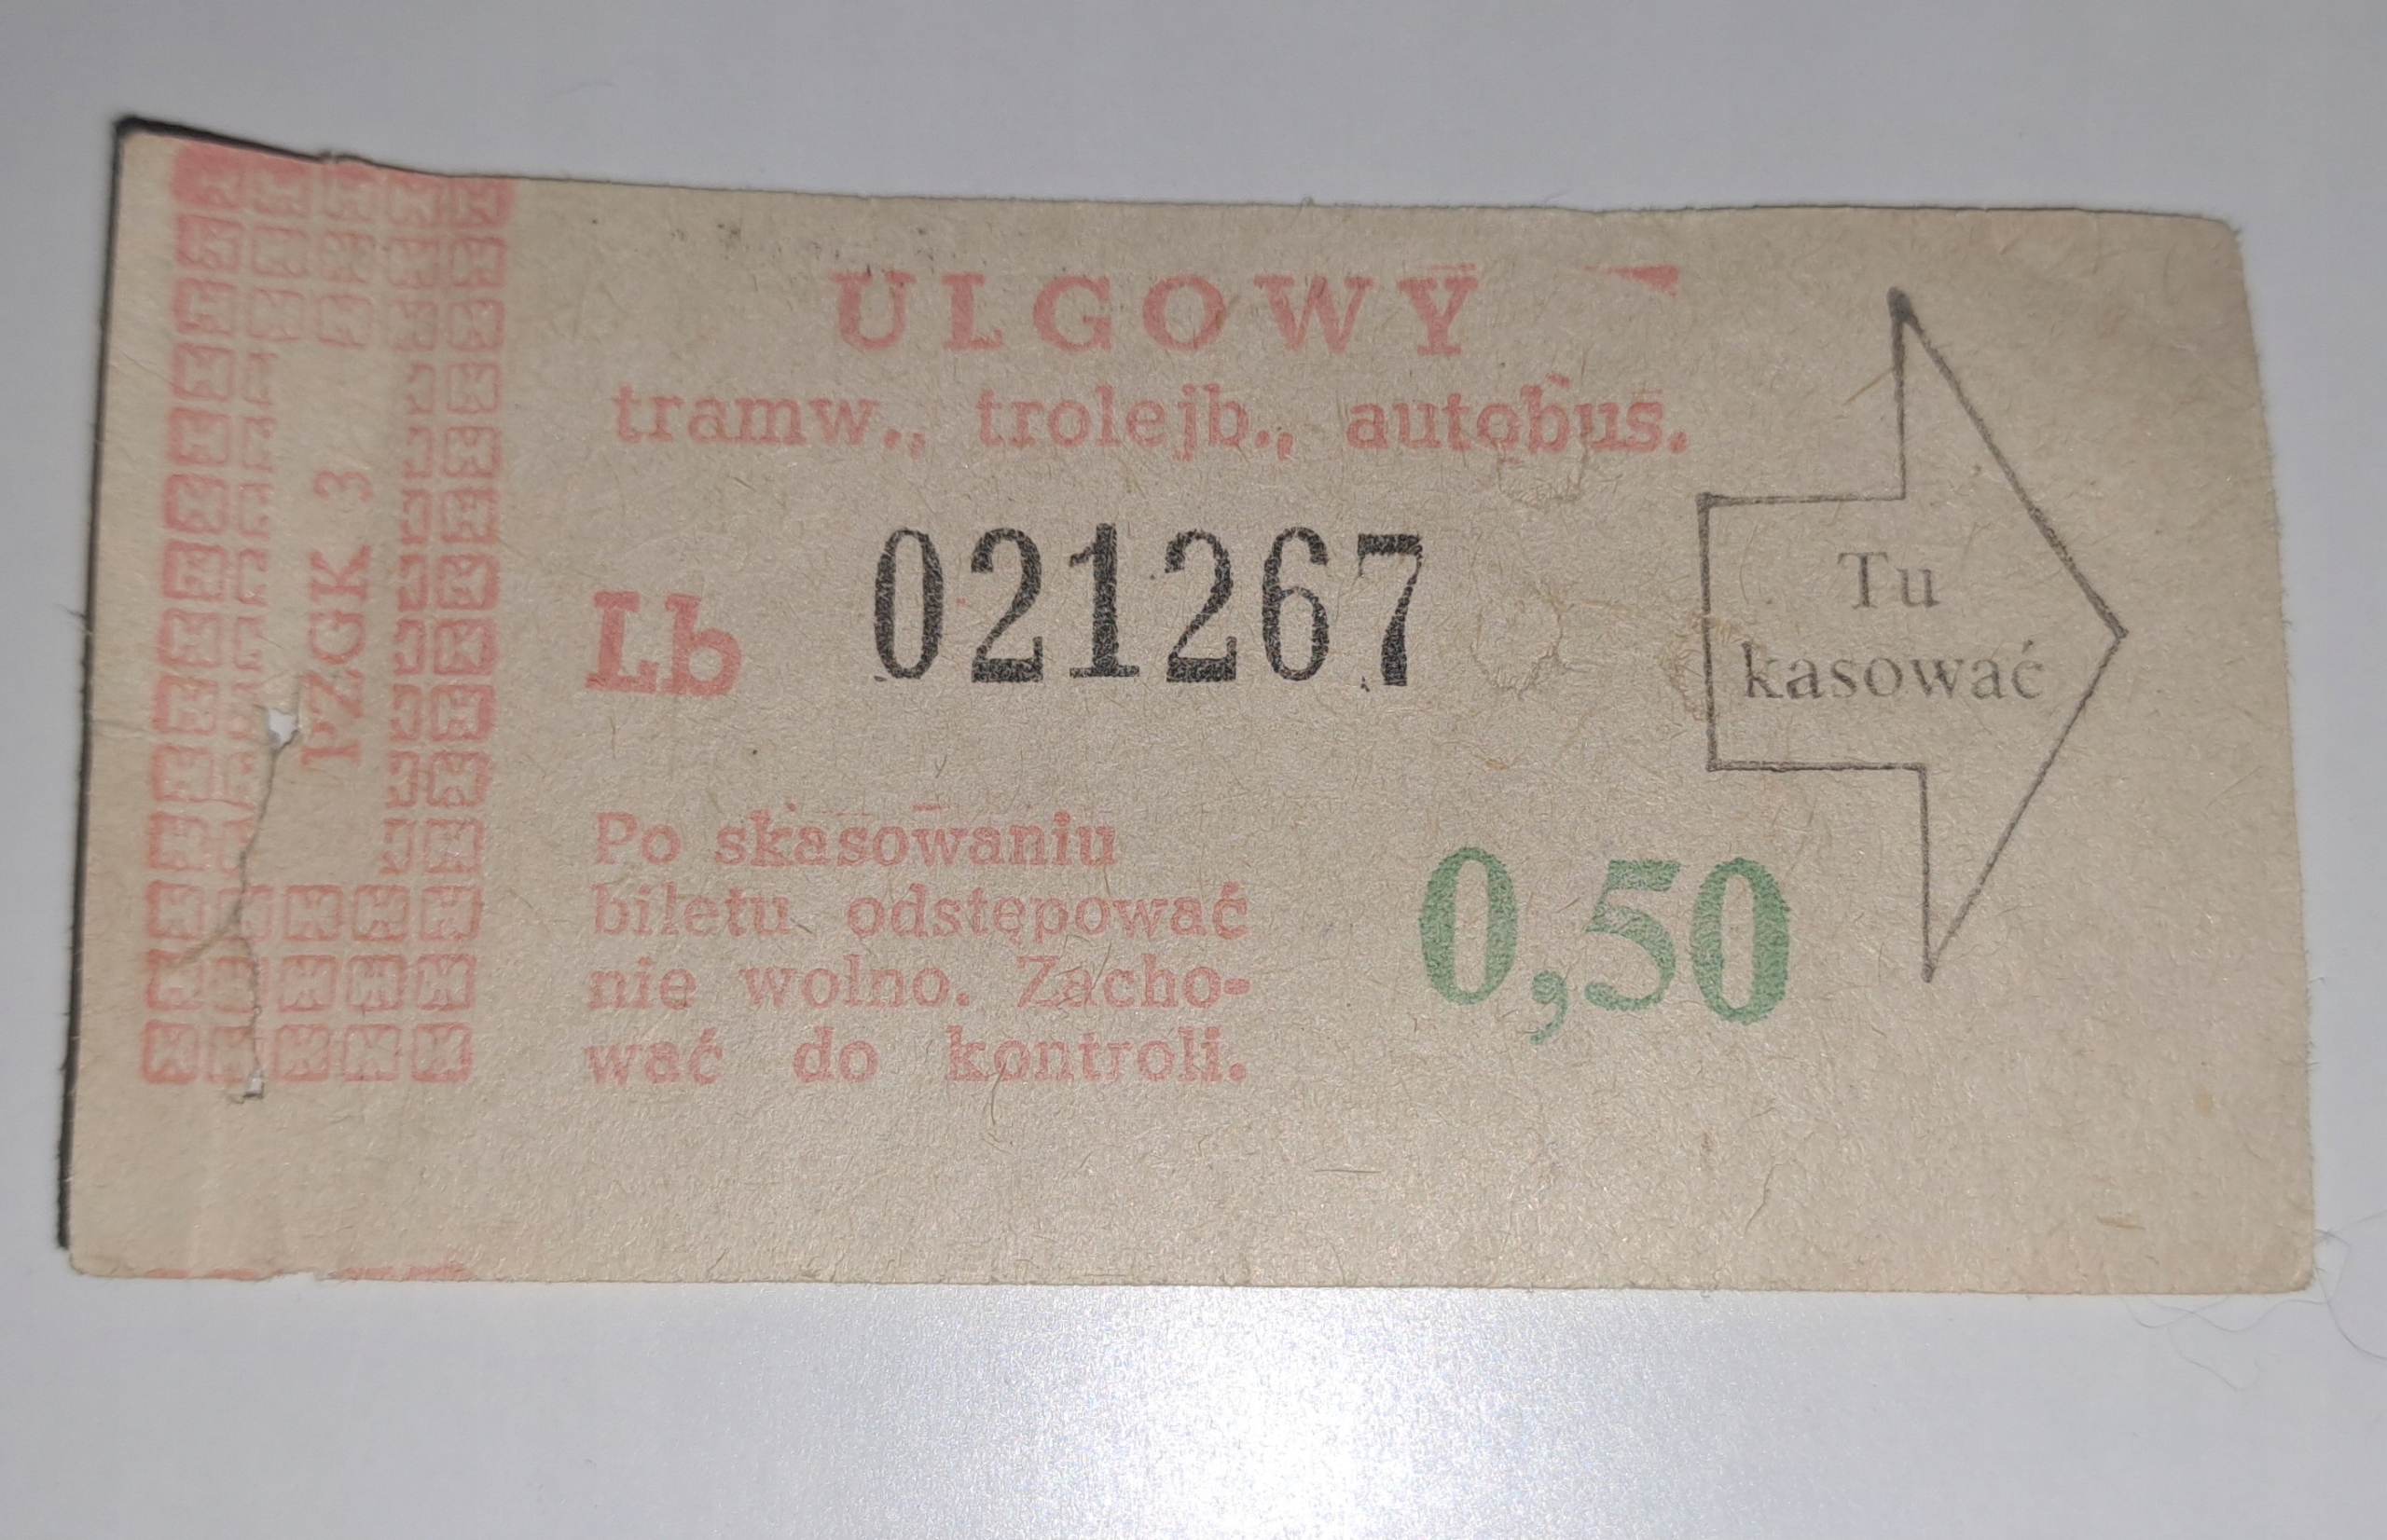 PZGK 3
ULGOWY
tramw., trolejb., autobus.
Lb 021267
Tu
kasować
Po skasowaniu
biletu odstępować
nie wolno. Zacho-
wać do kontroli.
0,50